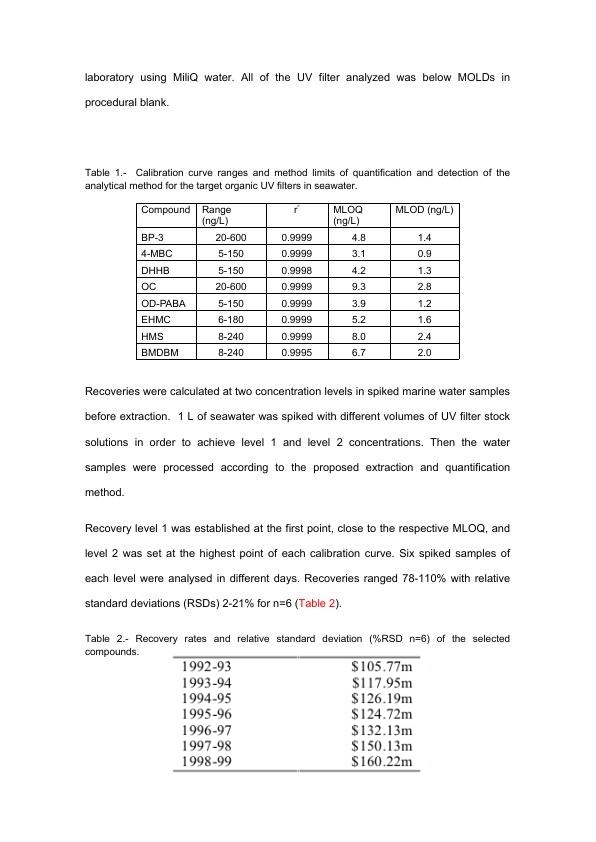 laboratory using MiliQ water. All of the UV filter analyzed was below MOLDs in
procedural blank.
Table 1.- Calibration curve ranges and method limits of quantification and detection of the
analytical method for the target organic UV filters in seawater.
Compound Range (ng/L) r² MLOQ (ng/L) MLOD (ng/L)
BP-3 20-600 0.9999 4.8 1.4
4-MBC 5-150 0.9999 3.1 0.9
DHHB 5-150 0.9998 4.2 1.3
OC 20-600 0.9999 9.3 2.8
OD-PABA 5-150 0.9999 3.9 1.2
EHMC 6-180 0.9999 5.2 1.6
HMS 8-240 0.9999 8.0 2.4
BMDBM 8-240 0.9995 6.7 2.0
Recoveries were calculated at two concentration levels in spiked marine water samples
before extraction. 1 L of seawater was spiked with different volumes of UV filter stock
solutions in order to achieve level 1 and level 2 concentrations. Then the water
samples were processed according to the proposed extraction and quantification
method.
Recovery level 1 was established at the first point, close to the respective MLOQ, and
level 2 was set at the highest point of each calibration curve. Six spiked samples of
each level were analysed in different days. Recoveries ranged 78-110% with relative
standard deviations (RSDs) 2-21% for n=6 (Table 2).
Table 2.- Recovery rates and relative standard deviation (%RSD n=6) of the selected
compounds.
1992-93 $105.77m
1993-94 $117.95m
1994-95 $126.19m
1995-96 $124.72m
1996-97 $132.13m
1997-98 $150.13m
1998-99 $160.22m